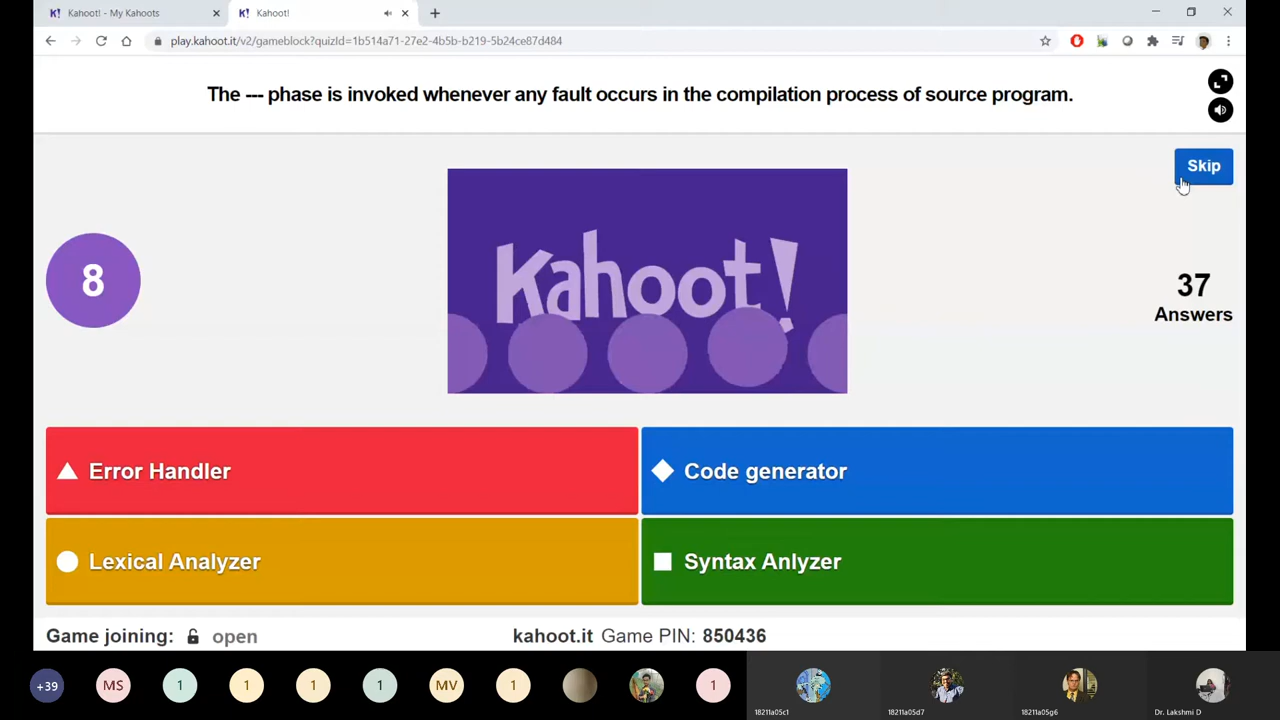 Kahoot! - My Kahoots
Kahoot!
play.kahoot.it/v2/gameblock?quizId=1b514a71-27e2-4b5b-b219-5b24ce87d484
The --- phase is invoked whenever any fault occurs in the compilation process of source program.
Skip
8
Kahoot!
37
Answers
Error Handler
Code generator
Lexical Analyzer
Syntax Anlyzer
Game joining: open
kahoot.it Game PIN: 850436
+39 MS 1 1 1 1 MV 1 1
18211a05c1 18211a05d7 18211a05g6 Dr. Lakshmi D